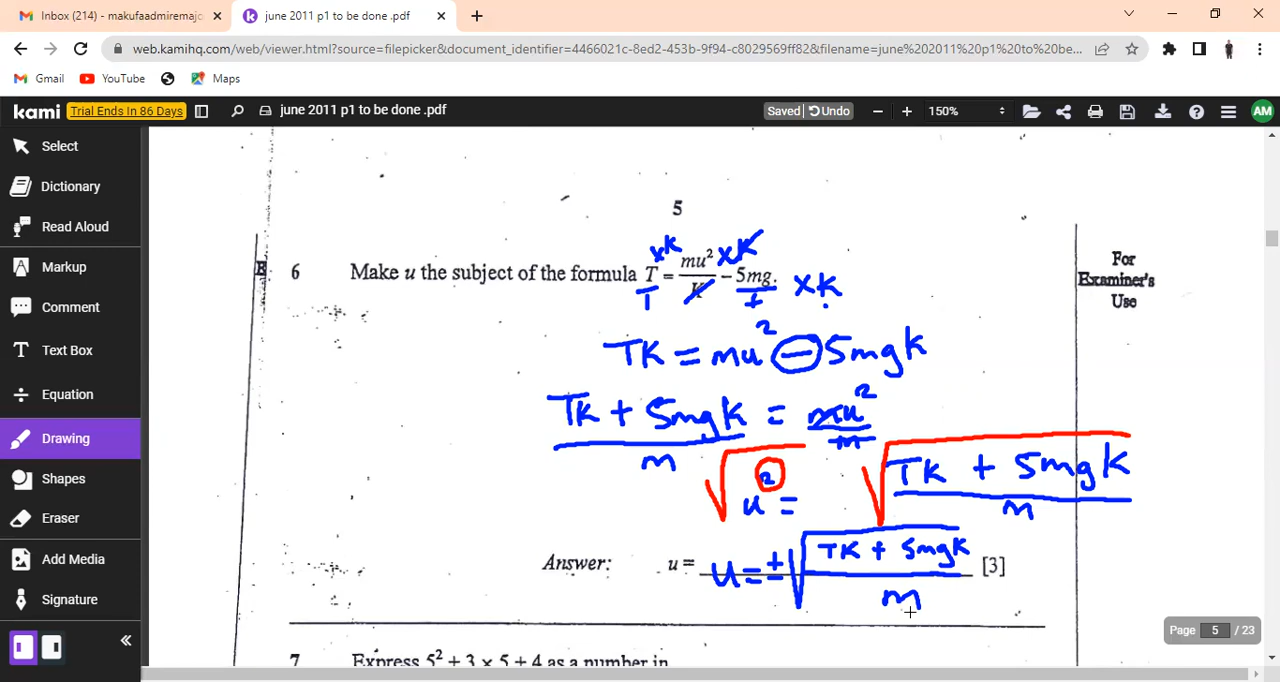 Inbox (214) - makufaadmiremajo
june 2011 p1 to be done .pdf
web.kamihq.com/web/viewer.html?source=filepicker&document_identifier=4466021c-8ed2-453b-9f94-c8029569ff82&filename=june%202011%20p1%20to%20be...
Gmail YouTube Maps
kami Trial Ends In 86 Days june 2011 p1 to be done .pdf Saved Undo 150% AM
Select
Dictionary
Read Aloud
Markup
Comment
Text Box
Equation
Drawing
Shapes
Eraser
Add Media
Signature
5
For
Examiner's
Use
6 Make u the subject of the formula T = mu²/K − 5mg.
×K ×K ×K
1 1
TK = mu² − 5mgk
TK + 5mgk = mu²
m m
√u² = √(TK + 5mgK
m
Answer: u = u = ±√TK + 5mgK [3]
m
7 Express 5² + 3 × 5 + 4 as a number in
Page 5 / 23